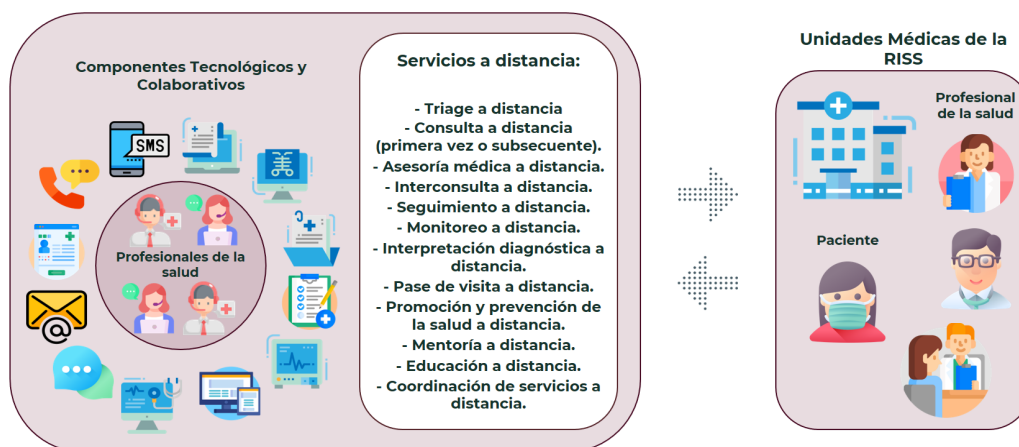 Componentes Tecnológicos y
Colaborativos
SMS
Profesionales de la
salud
@
Servicios a distancia:
- Triage a distancia
- Consulta a distancia
(primera vez o subsecuente).
- Asesoría médica a distancia.
- Interconsulta a distancia.
- Seguimiento a distancia.
- Monitoreo a distancia.
- Interpretación diagnóstica a
distancia.
- Pase de visita a distancia.
- Promoción y prevención de
la salud a distancia.
- Mentoría a distancia.
- Educación a distancia.
- Coordinación de servicios a
distancia.
Unidades Médicas de la
RISS
Profesional
de la salud
Paciente